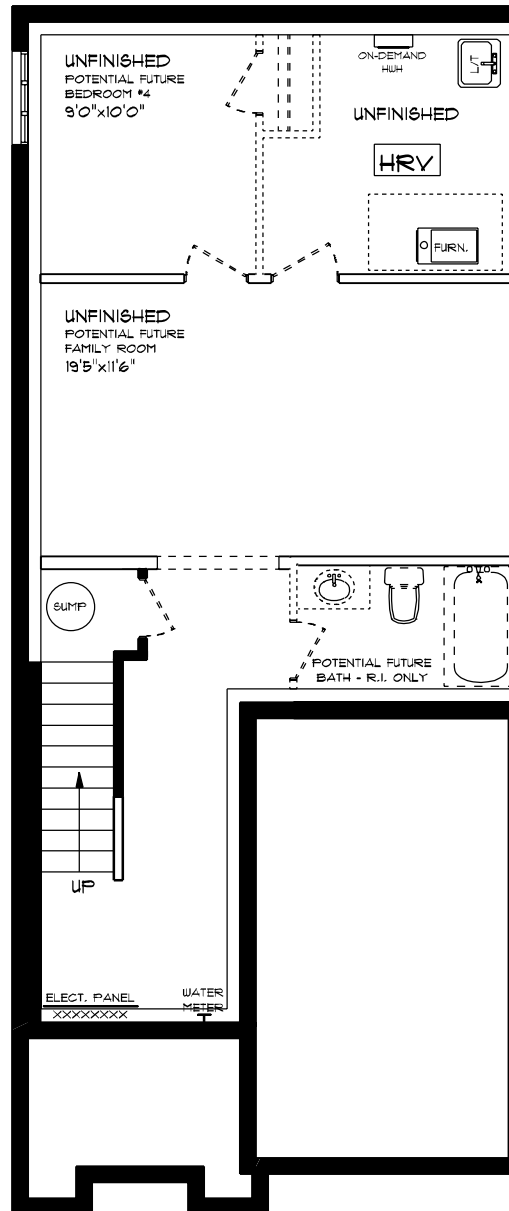 UNFINISHED
POTENTIAL FUTURE
BEDROOM #4
9'0"x10'0"
ON-DEMAND
HWH
L/T
UNFINISHED
HRV
FURN.
UNFINISHED
POTENTIAL FUTURE
FAMILY ROOM
19'5"x11'6"
SUMP
POTENTIAL FUTURE
BATH - R.I. ONLY
UP
ELECT. PANEL
XXXXXXXX
WATER
METER